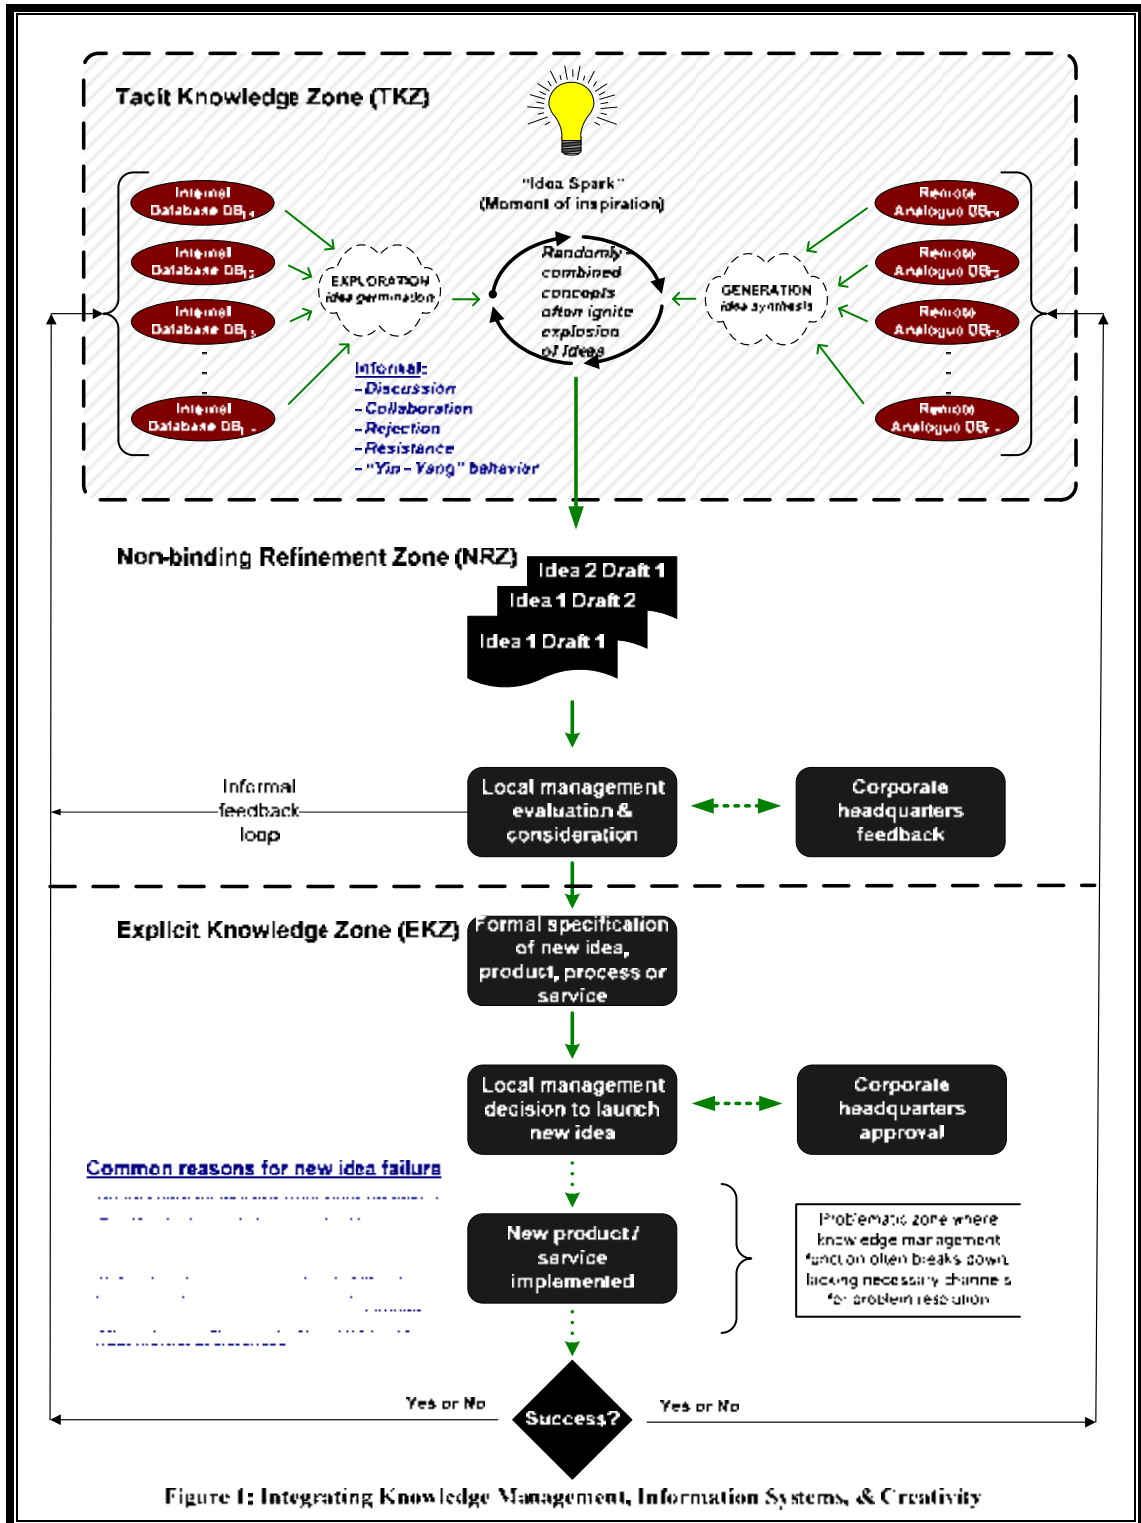 Tacit Knowledge Zone (TKZ)
"Idea Spark"
(Moment of inspiration)
Internal
Database DB
Internal
Database DB
Internal
Database DB
Internal
Database DB
EXPLORATION
idea germination
Randomly
combined
concepts
often ignite
explosion
of ideas
GENERATION
idea synthesis
Remote
Analogue DB
Remote
Analogue DB
Remote
Analogue DB
Remote
Analogue DB
Informal:
- Discussion
- Collaboration
- Rejection
- Resistance
- "Yin - Yang" behavior
Non-binding Refinement Zone (NRZ)
Idea 2 Draft 1
Idea 1 Draft 2
Idea 1 Draft 1
Informal
feedback
loop
Local management
evaluation &
consideration
Corporate
headquarters
feedback
Explicit Knowledge Zone (EKZ)
Formal specification
of new idea,
product, process or
service
Local management
decision to launch
new idea
Corporate
headquarters
approval
Common reasons for new idea failure
New product /
service
implemented
Problematic zone where
knowledge management
function often breaks down,
lacking necessary channels
for problem resolution
Yes or No
Success?
Yes or No
Figure 1: Integrating Knowledge Management, Information Systems, & Creativity